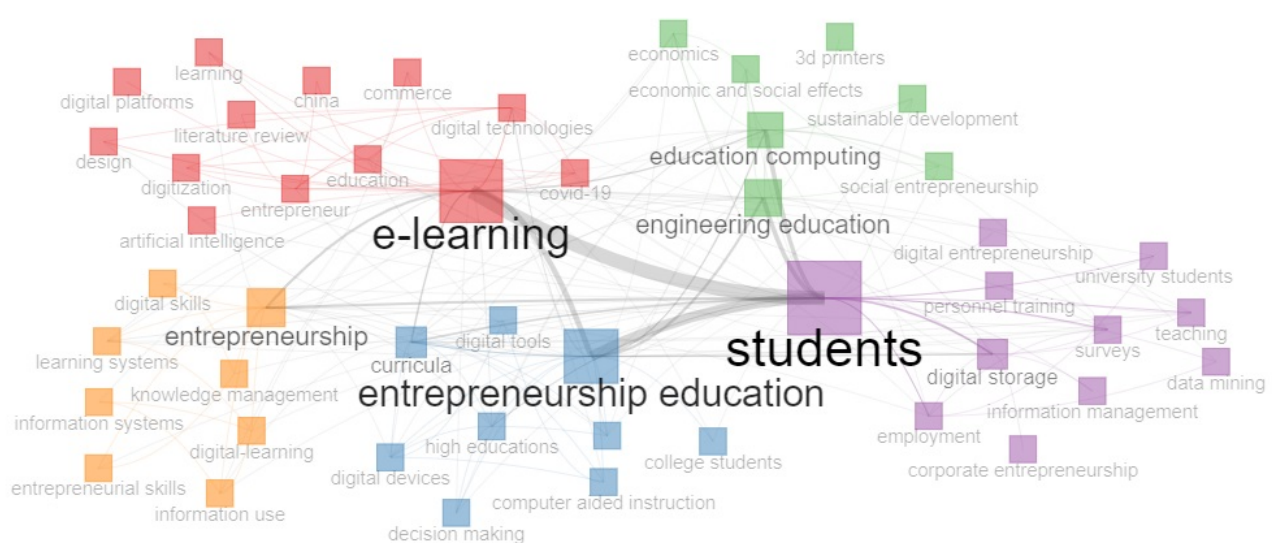 economics
3d printers
learning
economic and social effects
digital platforms
china
commerce
sustainable development
literature review
digital technologies
design
education computing
digitization
education
covid-19
social entrepreneurship
entrepreneur
engineering education
artificial intelligence
e-learning
digital entrepreneurship
university students
digital skills
personnel training
entrepreneurship
digital tools
teaching
learning systems
curricula
students
surveys
digital storage
data mining
knowledge management
entrepreneurship education
information systems
information management
high educations
employment
digital-learning
college students
corporate entrepreneurship
digital devices
entrepreneurial skills
computer aided instruction
information use
decision making